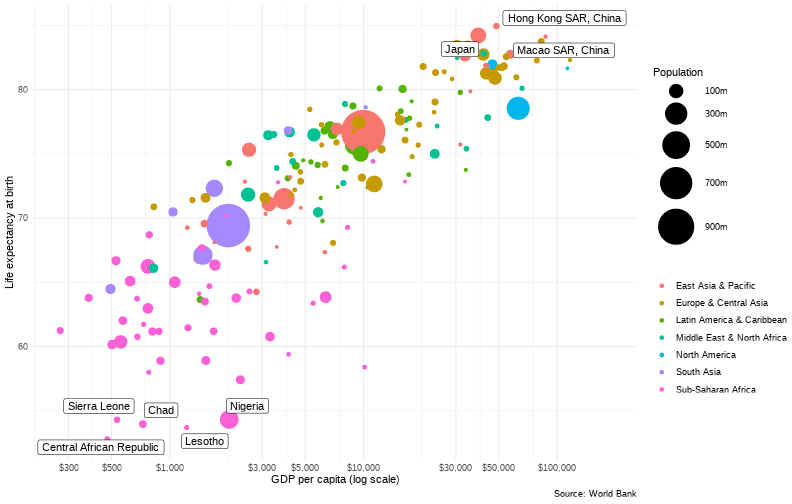 Hong Kong SAR, China
Japan
Macao SAR, China
Sierra Leone
Chad
Nigeria
Central African Republic
Lesotho
80
70
60
Life expectancy at birth
$300
$500
$1,000
$3,000
$5,000
$10,000
$30,000
$50,000
$100,000
GDP per capita (log scale)
Source: World Bank
Population
100m
300m
500m
700m
900m
East Asia & Pacific
Europe & Central Asia
Latin America & Caribbean
Middle East & North Africa
North America
South Asia
Sub-Saharan Africa